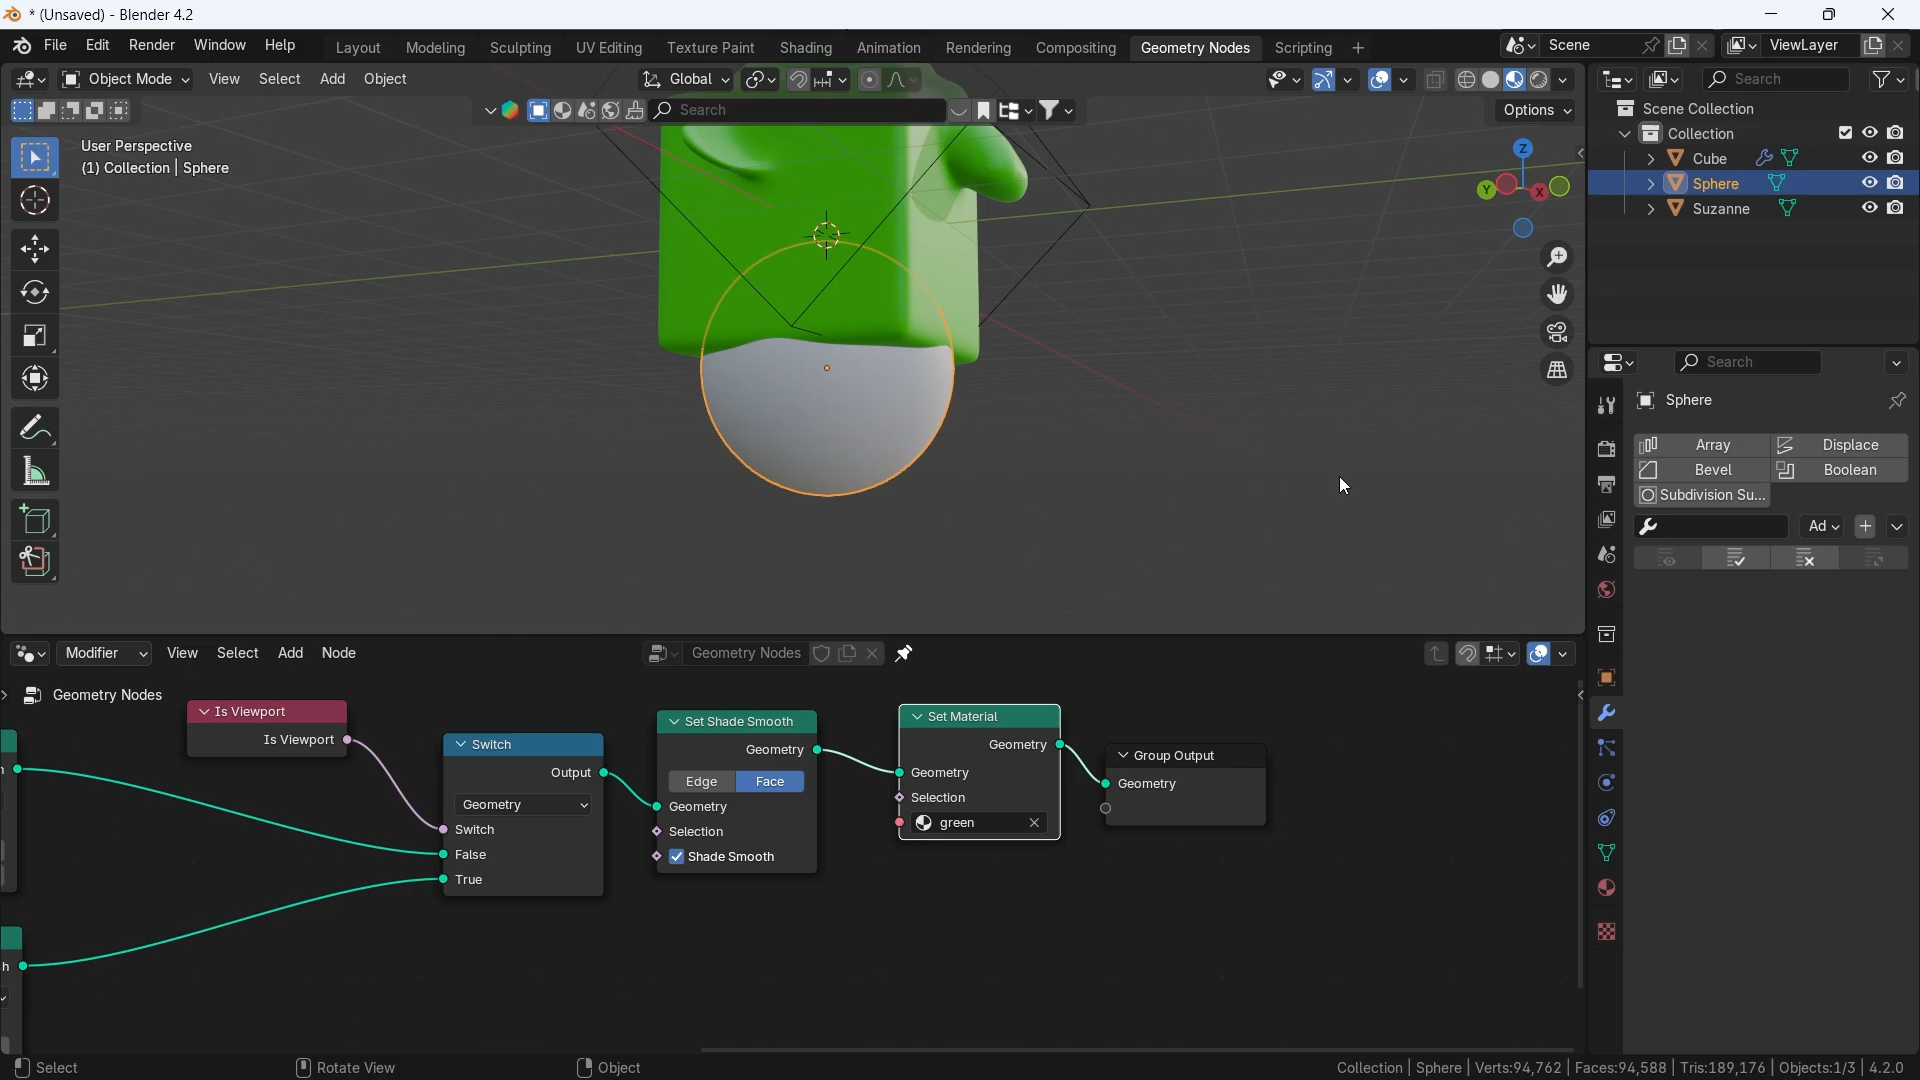 * (Unsaved) - Blender 4.2
File Edit Render Window Help Layout Modeling Sculpting UV Editing Texture Paint Shading Animation Rendering Compositing Geometry Nodes Scripting + Scene ViewLayer
Object Mode View Select Add Object Global Search
Search Options
User Perspective
(1) Collection | Sphere
Z
Y
X
Scene Collection
Collection
Cube
Sphere
Suzanne
Search
Sphere
Array Displace
Bevel Boolean
Subdivision Su...
Ad
Modifier View Select Add Node Geometry Nodes
Geometry Nodes
Is Viewport
Is Viewport
Switch
Output
Geometry
Switch
False
True
Set Shade Smooth
Geometry
Edge Face
Geometry
Selection
Shade Smooth
Set Material
Geometry
Geometry
Selection
green
Group Output
Geometry
h
Select Rotate View Object Collection | Sphere | Verts:94,762 | Faces:94,588 | Tris:189,176 | Objects:1/3 | 4.2.0